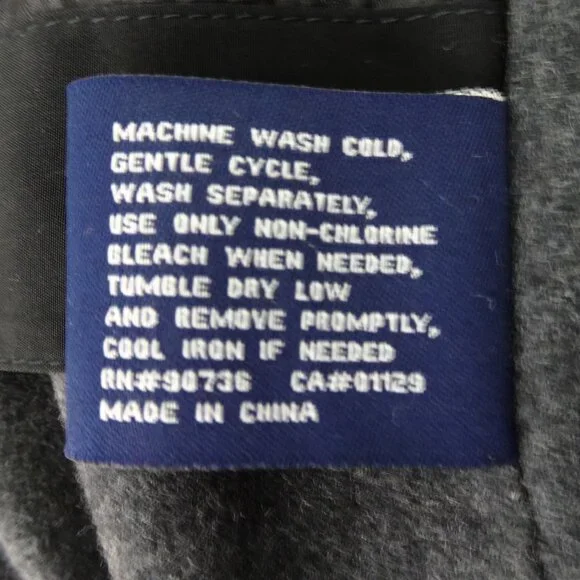 MACHINE WASH COLD,
GENTLE CYCLE,
WASH SEPARATELY,
USE ONLY NON-CHLORINE
BLEACH WHEN NEEDED,
TUMBLE DRY LOW
AND REMOVE PROMPTLY,
COOL IRON IF NEEDED
RN#90736 CA#01129
MADE IN CHINA